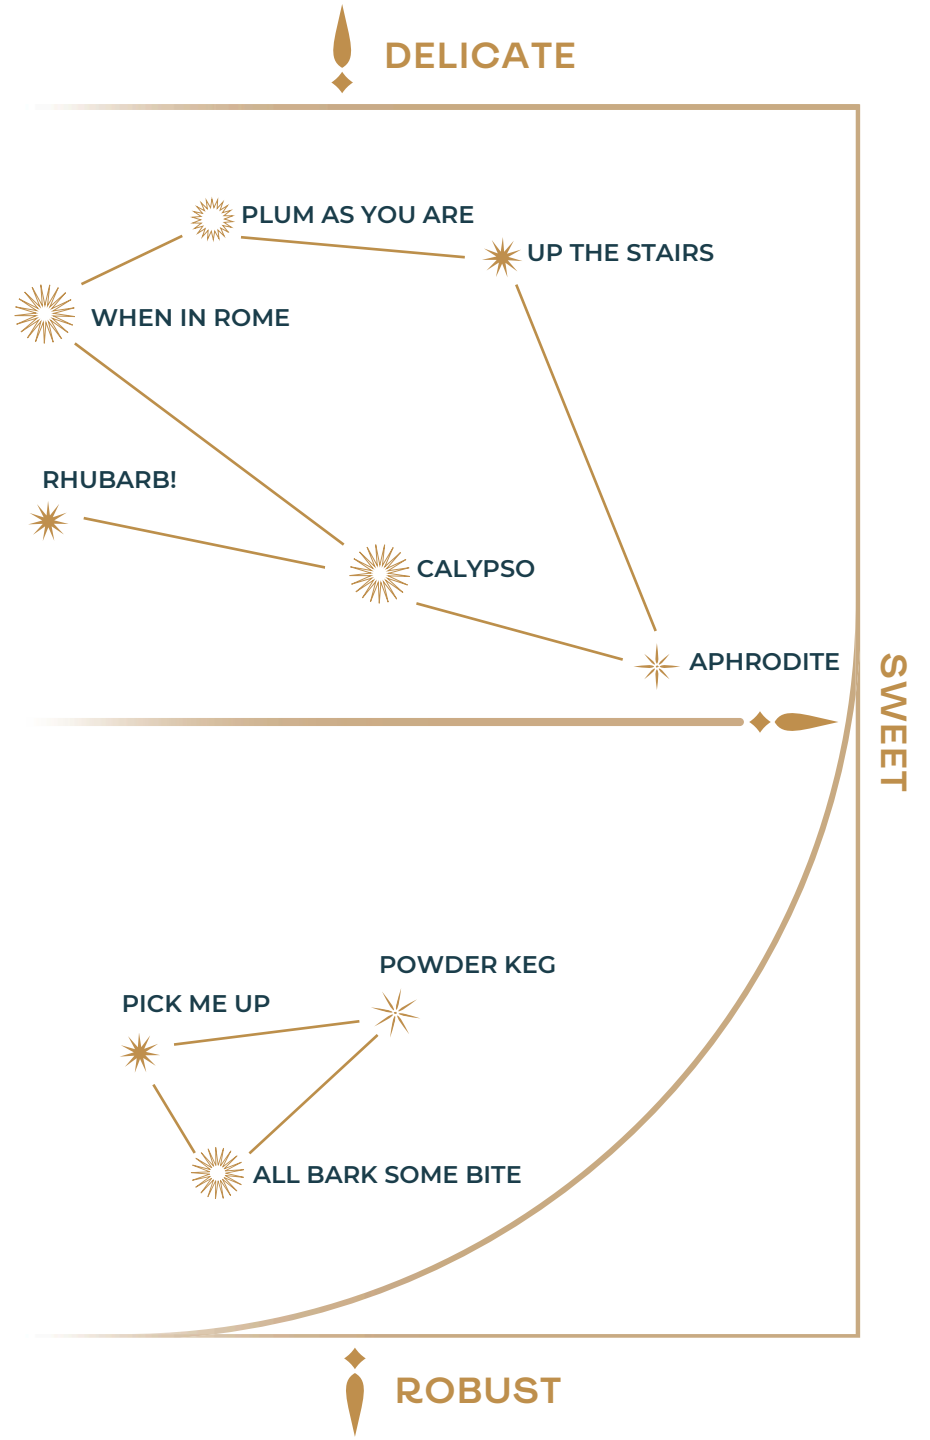 DELICATE
PLUM AS YOU ARE
UP THE STAIRS
WHEN IN ROME
RHUBARB!
CALYPSO
APHRODITE
SWEET
POWDER KEG
PICK ME UP
ALL BARK SOME BITE
ROBUST